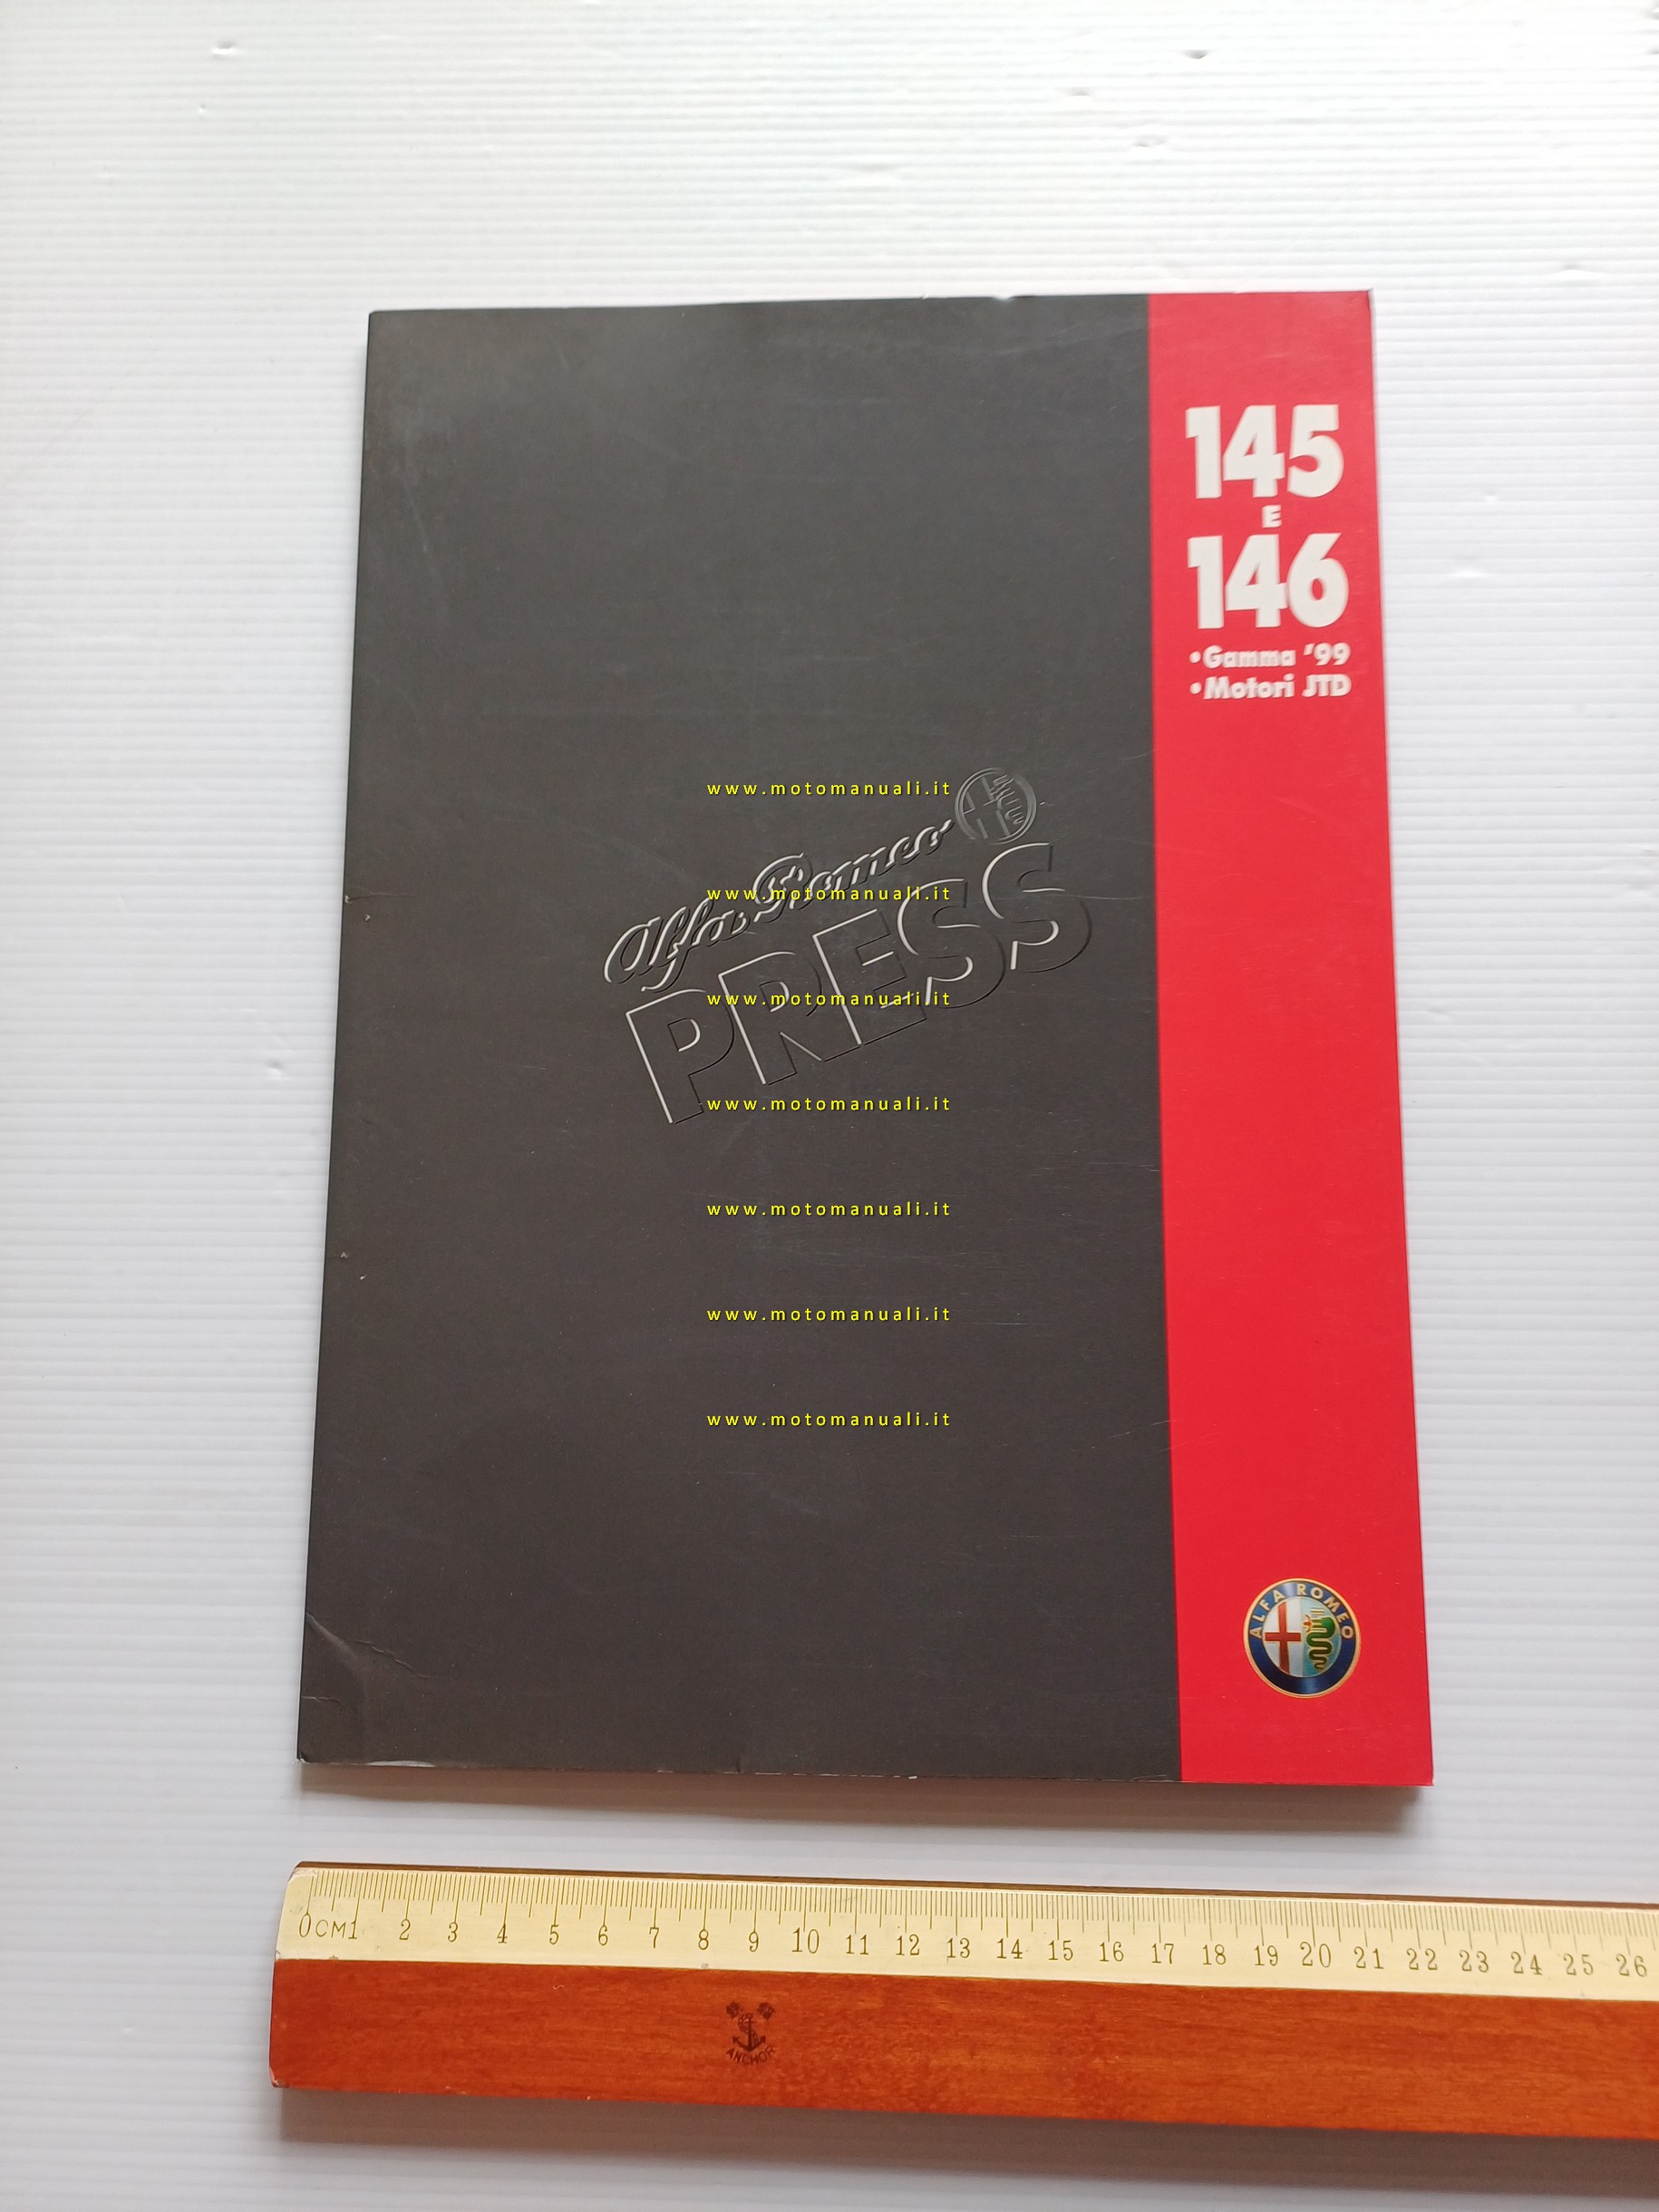 145
E
146
•Gamma '99
•Motori JTD
www.motomanuali.it
Alfa Romeo
www.motomanuali.it
PRESS
www.motomanuali.it
www.motomanuali.it
www.motomanuali.it
www.motomanuali.it
www.motomanuali.it
ALFA ROMEO
0CM1 2 3 4 5 6 7 8 9 10 11 12 13 14 15 16 17 18 19 20 21 22 23 24 25 26
ANCHOR